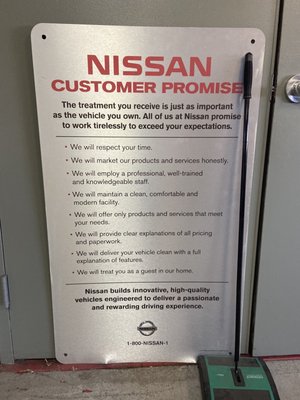 NISSAN
CUSTOMER PROMISE
The treatment you receive is just as important
as the vehicle you own. All of us at Nissan promise
to work tirelessly to exceed your expectations.
• We will respect your time.
• We will market our products and services honestly.
• We will employ a professional, well-trained
and knowledgeable staff.
• We will maintain a clean, comfortable and
modern facility.
• We will offer only products and services that meet
your needs.
• We will provide clear explanations of all pricing
and paperwork.
• We will deliver your vehicle clean with a full
explanation of features.
• We will treat you as a guest in our home.
Nissan builds innovative, high-quality
vehicles engineered to deliver a passionate
and rewarding driving experience.
NISSAN
1-800-NISSAN-1